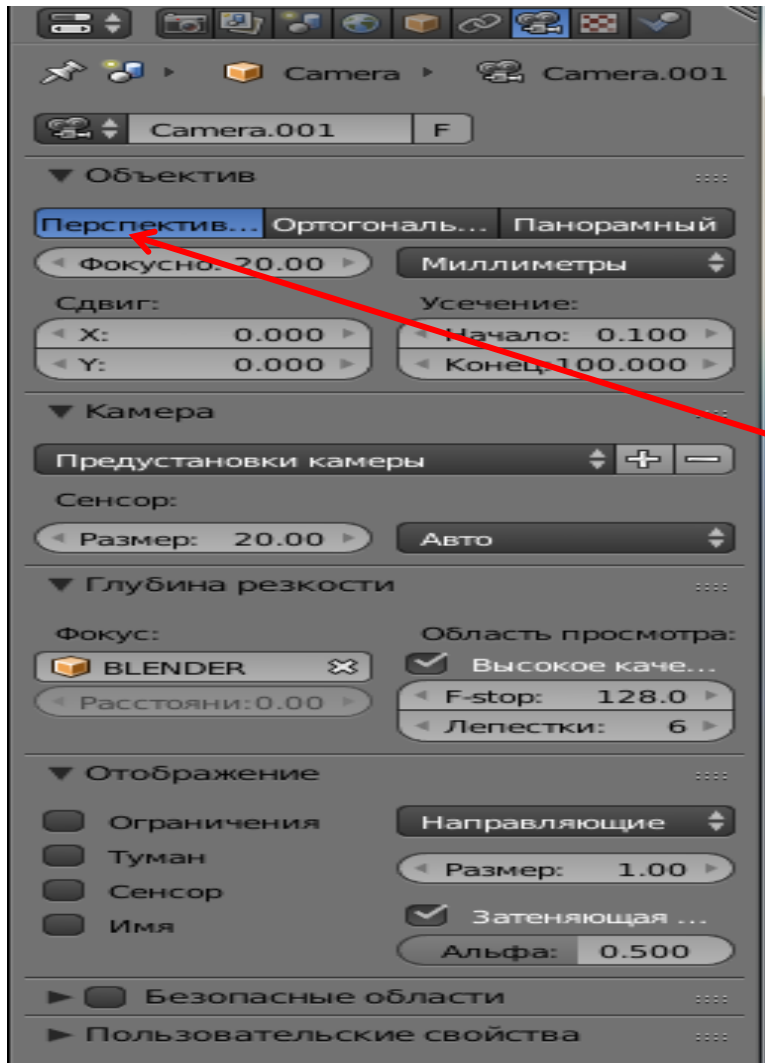 Camera Camera.001
Camera.001 F
Объектив
Перспектив... Ортогональ... Панорамный
Фокусно: 20.00 Миллиметры
Сдвиг: Усечение:
X: 0.000 Начало: 0.100
Y: 0.000 Конец:100.000
Камера
Предустановки камеры
Сенсор:
Размер: 20.00 Авто
Глубина резкости
Фокус: Область просмотра:
BLENDER Высокое каче...
Расстояни:0.00 F-stop: 128.0
Лепестки: 6
Отображение
Ограничения Направляющие
Туман Размер: 1.00
Сенсор
Имя Затеняющая ...
Альфа: 0.500
Безопасные области
Пользовательские свойства